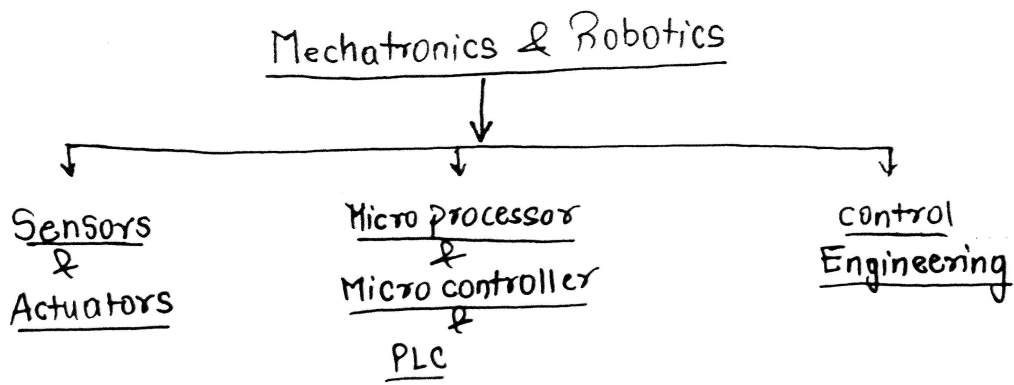 Mechatronics & Robotics
Sensors
&
Actuators
Micro processor
&
Micro controller
&
PLC
control
Engineering